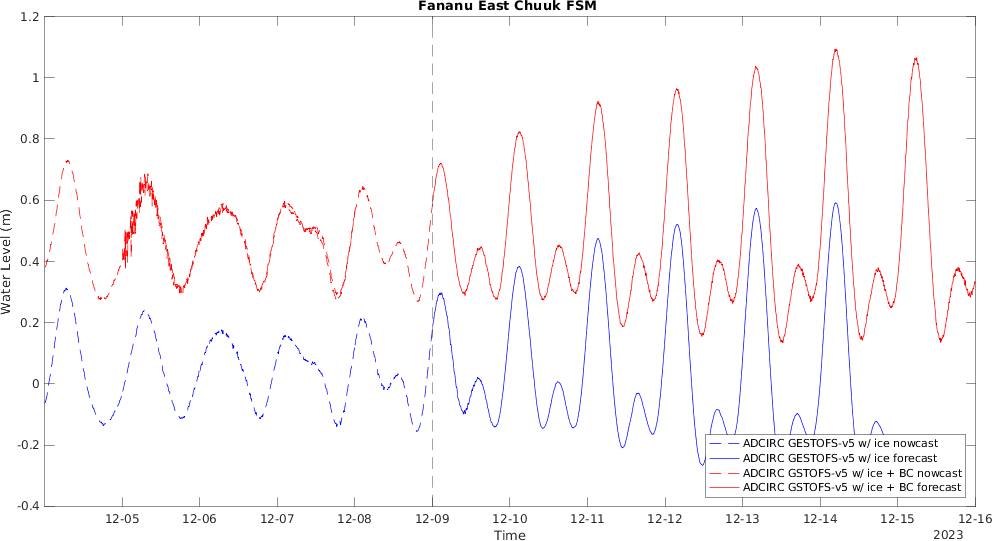 Fananu East Chuuk FSM
1.2
1
0.8
0.6
0.4
0.2
0
-0.2
-0.4
Water Level (m)
ADCIRC GESTOFS-v5 w/ ice nowcast
ADCIRC GESTOFS-v5 w/ ice forecast
ADCIRC GSTOFS-v5 w/ ice + BC nowcast
ADCIRC GSTOFS-v5 w/ ice + BC forecast
12-05 12-06 12-07 12-08 12-09 12-10 12-11 12-12 12-13 12-14 12-15 12-16
Time
2023